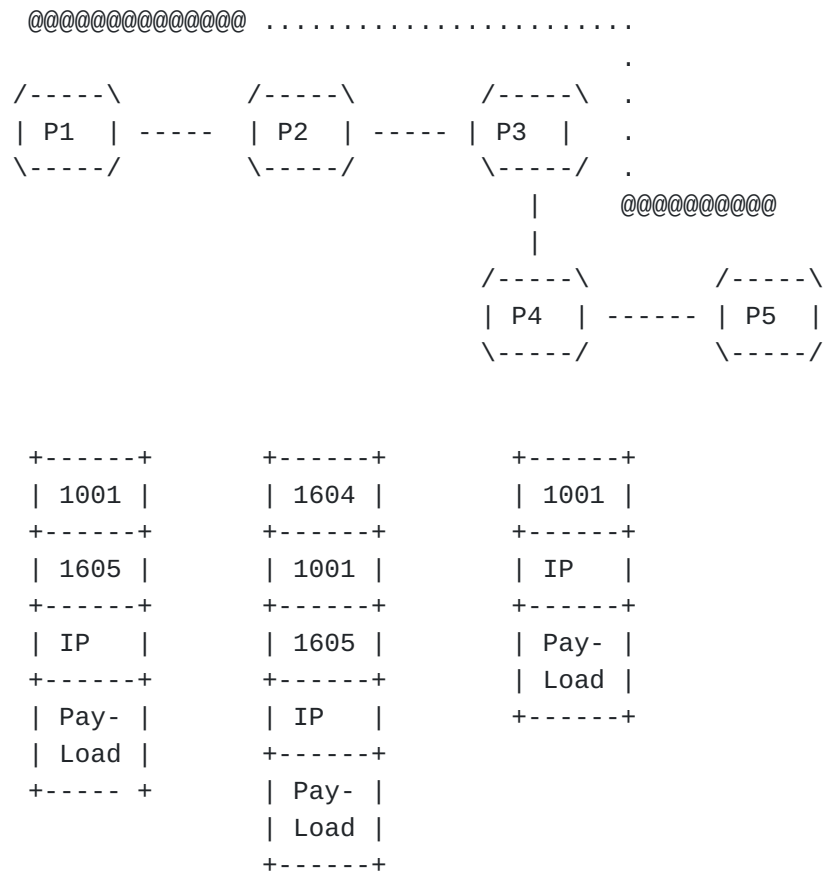 @@@@@@@@@@@@@@ ........................
.
/-----\ /-----\ /-----\ .
| P1 | ----- | P2 | ----- | P3 | .
\-----/ \-----/ \-----/ .
| @@@@@@@@@@
|
/-----\ /-----\
| P4 | ------ | P5 |
\-----/ \-----/
+------+ +------+ +------+
| 1001 | | 1604 | | 1001 |
+------+ +------+ +------+
| 1605 | | 1001 | | IP |
+------+ +------+ +------+
| IP | | 1605 | | Pay- |
+------+ +------+ | Load |
| Pay- | | IP | +------+
| Load | +------+
+----- + | Pay- |
| Load |
+------+